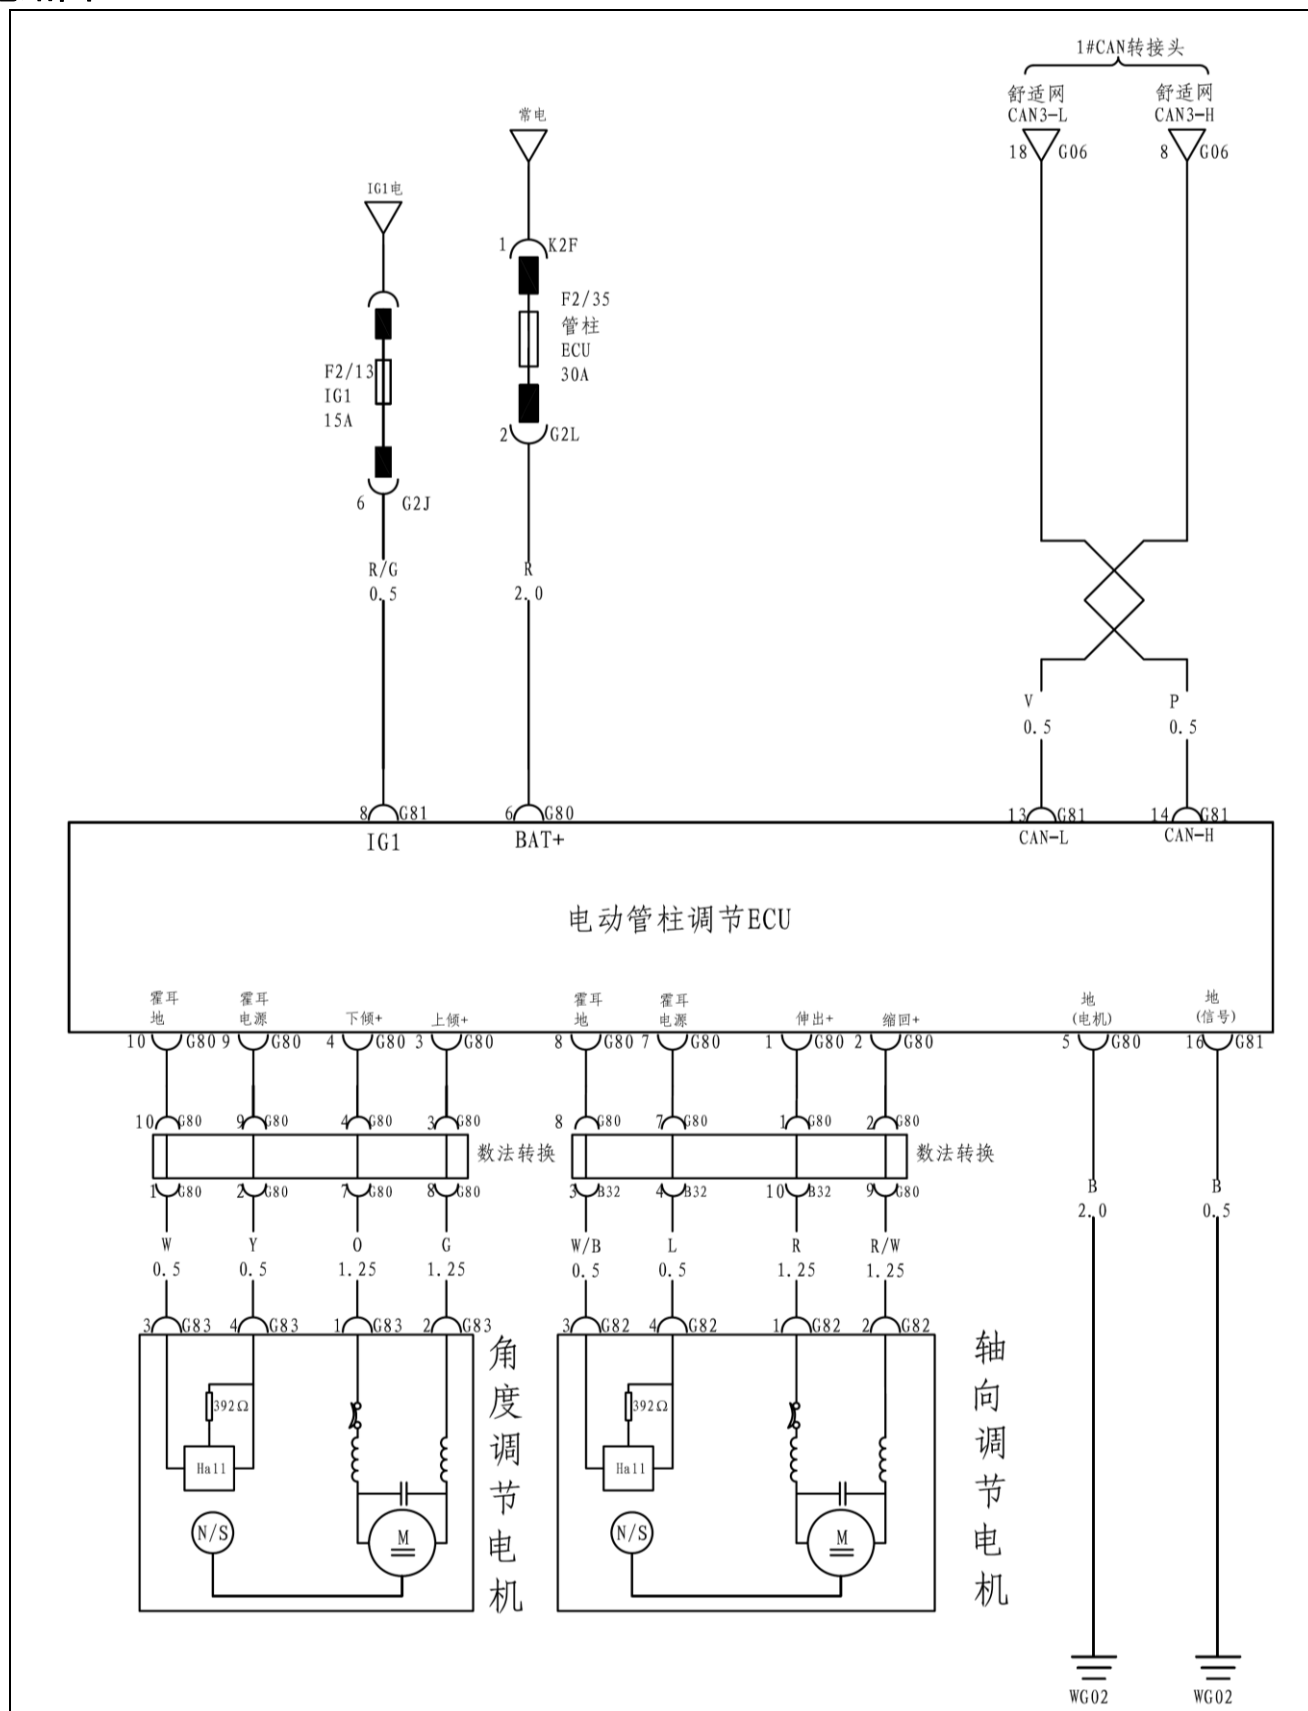 1#CAN转接头
舒适网
CAN3-L
舒适网
CAN3-H
18 G06
8 G06
常电
IG1电
1 K2F
F2/35
管柱
ECU
30A
F2/13
IG1
15A
2 G2L
6 G2J
R/G
0.5
R
2.0
V
0.5
P
0.5
8 G81
6 G80
13 G81
14 G81
IG1
BAT+
CAN-L
CAN-H
电动管柱调节ECU
霍耳
地
霍耳
电源
下倾+
上倾+
霍耳
地
霍耳
电源
伸出+
缩回+
地
(电机)
地
(信号)
10 G80 9 G80 4 G80 3 G80 8 G80 7 G80 1 G80 2 G80 5 G80 16 G81
10 G80 9 G80 4 G80 3 G80 8 G80 7 G80 1 G80 2 G80
数法转换
数法转换
1 G80 2 G80 7 G80 8 G80 3 B32 4 B32 10 B32 9 G80
B
2.0
B
0.5
W
0.5
Y
0.5
O
1.25
G
1.25
W/B
0.5
L
0.5
R
1.25
R/W
1.25
3 G83 4 G83 1 G83 2 G83 3 G82 4 G82 1 G82 2 G82
角度调节电机
轴向调节电机
392Ω
Hall
N/S
M
392Ω
Hall
N/S
M
WG02
WG02